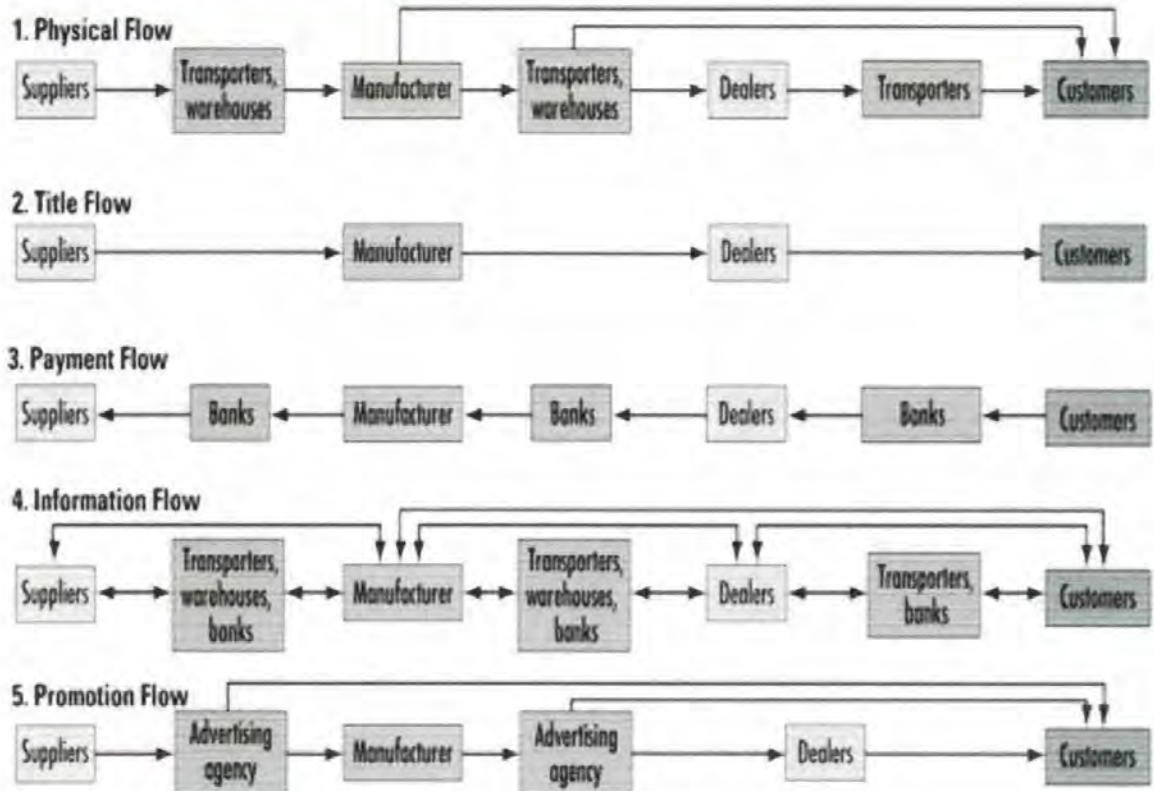 1. Physical Flow
Suppliers
Transporters,
warehouses
Manufacturer
Transporters,
warehouses
Dealers
Transporters
Customers
2. Title Flow
Suppliers
Manufacturer
Dealers
Customers
3. Payment Flow
Suppliers
Banks
Manufacturer
Banks
Dealers
Banks
Customers
4. Information Flow
Suppliers
Transporters,
warehouses,
banks
Manufacturer
Transporters,
warehouses,
banks
Dealers
Transporters,
banks
Customers
5. Promotion Flow
Suppliers
Advertising
agency
Manufacturer
Advertising
agency
Dealers
Customers